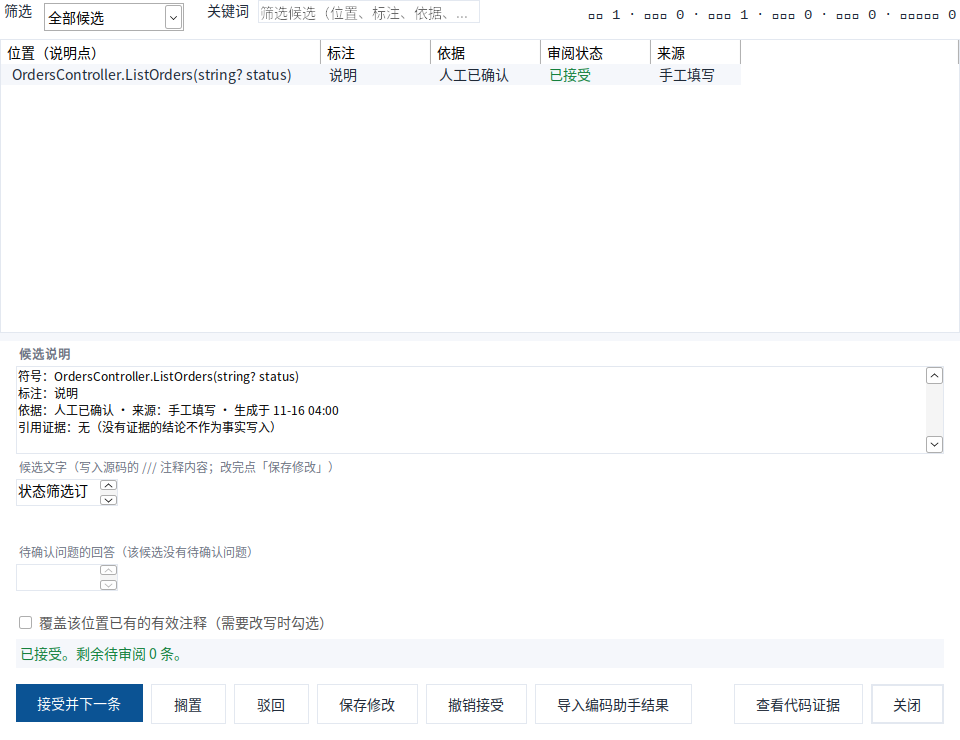 筛选 全部候选 关键词 筛选候选（位置、标注、依据、... 1 · 0 · 1 · 0 · 0 · 0
位置（说明点） 标注 依据 审阅状态 来源
OrdersController.ListOrders(string? status) 说明 人工已确认 已接受 手工填写
候选说明
符号：OrdersController.ListOrders(string? status)
标注：说明
依据：人工已确认 · 来源：手工填写 · 生成于 11-16 04:00
引用证据：无（没有证据的结论不作为事实写入）
候选文字（写入源码的 /// 注释内容；改完点「保存修改」）
状态筛选订
待确认问题的回答（该候选没有待确认问题）
覆盖该位置已有的有效注释（需要改写时勾选）
已接受。剩余待审阅 0 条。
接受并下一条 搁置 驳回 保存修改 撤销接受 导入编码助手结果 查看代码证据 关闭